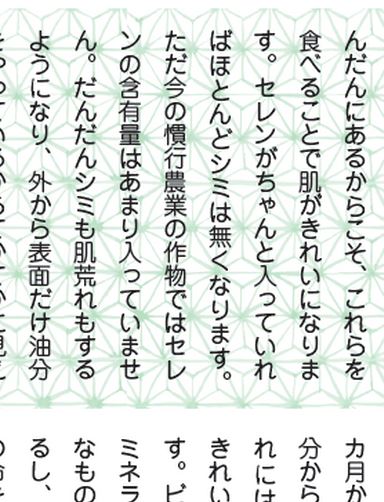 んだんにあるからこそ、これらを
食べることで肌がきれいになりま
す。セレンがちゃんと入っていれ
ばほとんどシミは無くなります。
ただ今の慣行農業の作物ではセレ
ンの含有量はあまり入っていませ
ん。だんだんシミも肌荒れもする
ようになり、外から表面だけ油分
カ月か
分から
れには
きれい
す。ビ
ミネラ
なもの
るし、